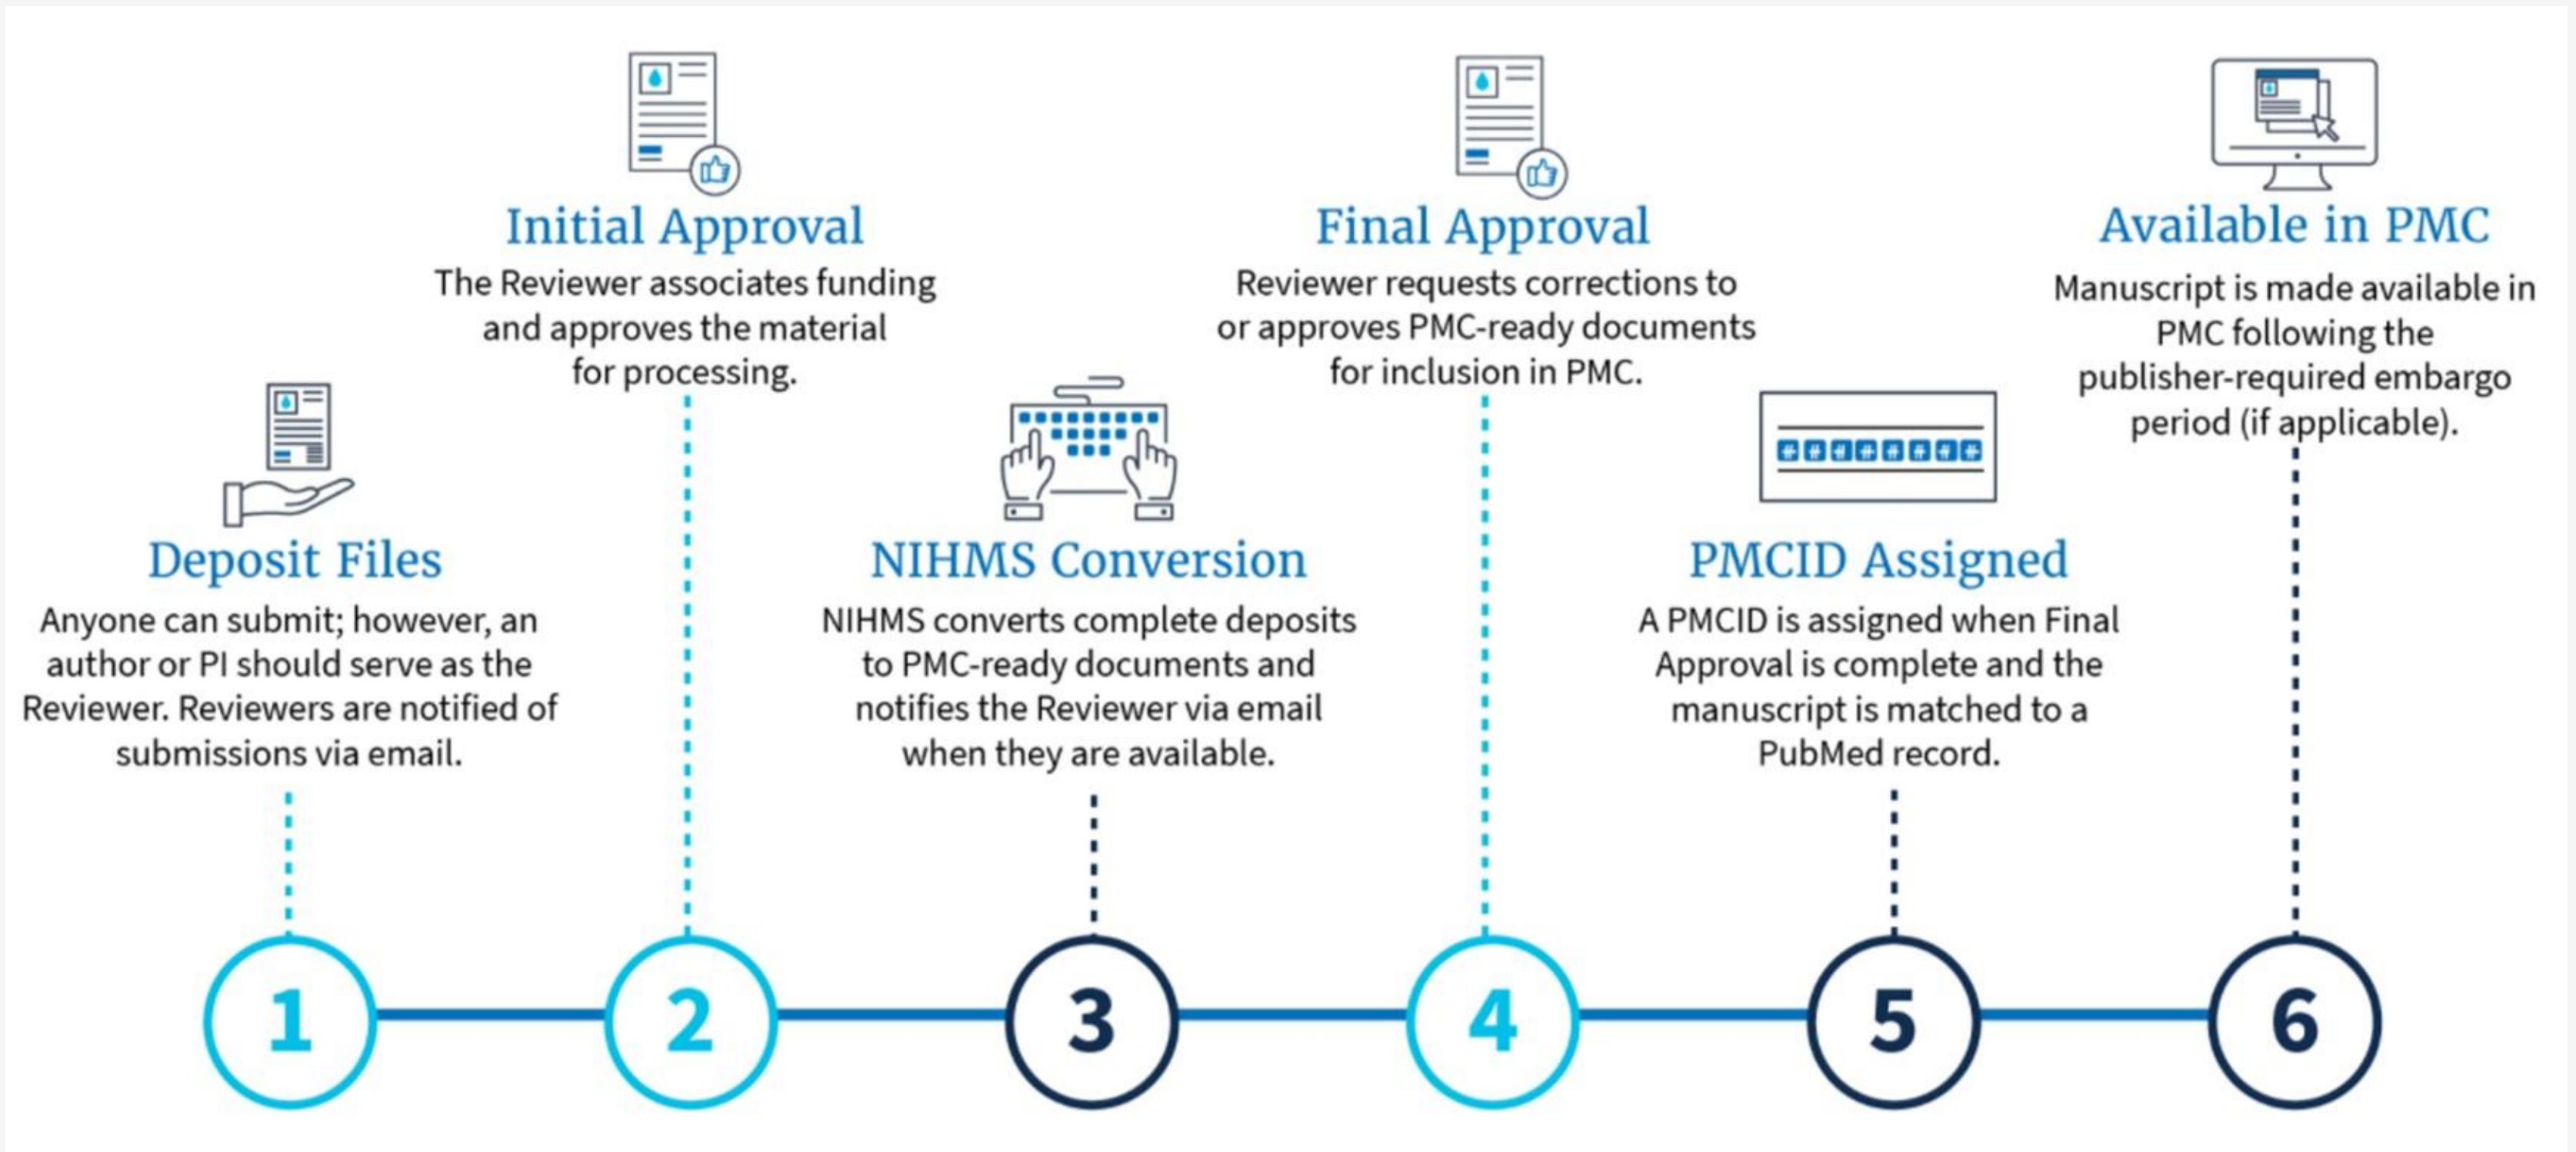 Deposit Files
Anyone can submit; however, an
author or PI should serve as the
Reviewer. Reviewers are notified of
submissions via email.
Initial Approval
The Reviewer associates funding
and approves the material
for processing.
NIHMS Conversion
NIHMS converts complete deposits
to PMC-ready documents and
notifies the Reviewer via email
when they are available.
Final Approval
Reviewer requests corrections to
or approves PMC-ready documents
for inclusion in PMC.
########
PMCID Assigned
A PMCID is assigned when Final
Approval is complete and the
manuscript is matched to a
PubMed record.
Available in PMC
Manuscript is made available in
PMC following the
publisher-required embargo
period (if applicable).
1 2 3 4 5 6